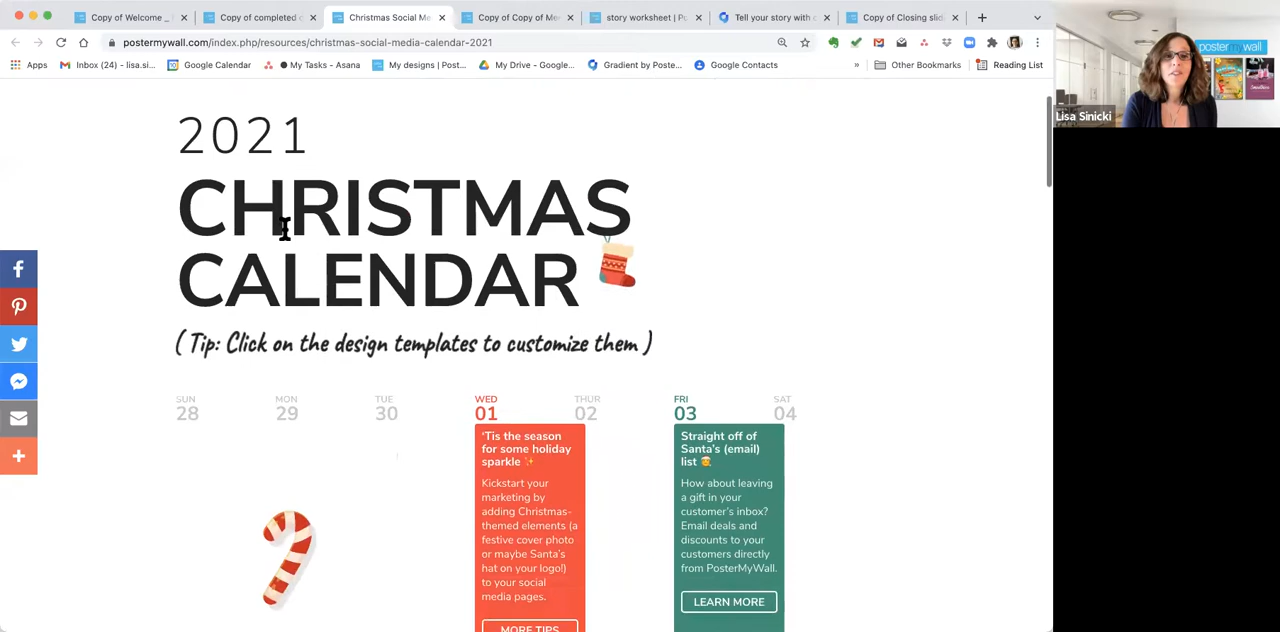 Copy of Welcome _
Copy of completed c
Christmas Social Me
Copy of Copy of Me
story worksheet | Po
Tell your story with c
Copy of Closing slid
postermywall.com/index.php/resources/christmas-social-media-calendar-2021
Apps
Inbox (24) - lisa.si...
Google Calendar
My Tasks - Asana
My designs | Post...
My Drive - Google...
Gradient by Poste...
Google Contacts
»
Other Bookmarks
Reading List
postermywall
Lisa Sinicki
2021
CHRISTMAS
CALENDAR
( Tip: Click on the design templates to customize them )
SUN
28
MON
29
TUE
30
WED
01
THUR
02
FRI
03
SAT
04
'Tis the season
for some holiday
sparkle ✨
Kickstart your
marketing by
adding Christmas-
themed elements (a
festive cover photo
or maybe Santa's
hat on your logo!)
to your social
media pages.
MORE TIPS
Straight off of
Santa's (email)
list 🎅
How about leaving
a gift in your
customer's inbox?
Email deals and
discounts to your
customers directly
from PosterMyWall.
LEARN MORE